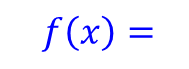 f(x) =